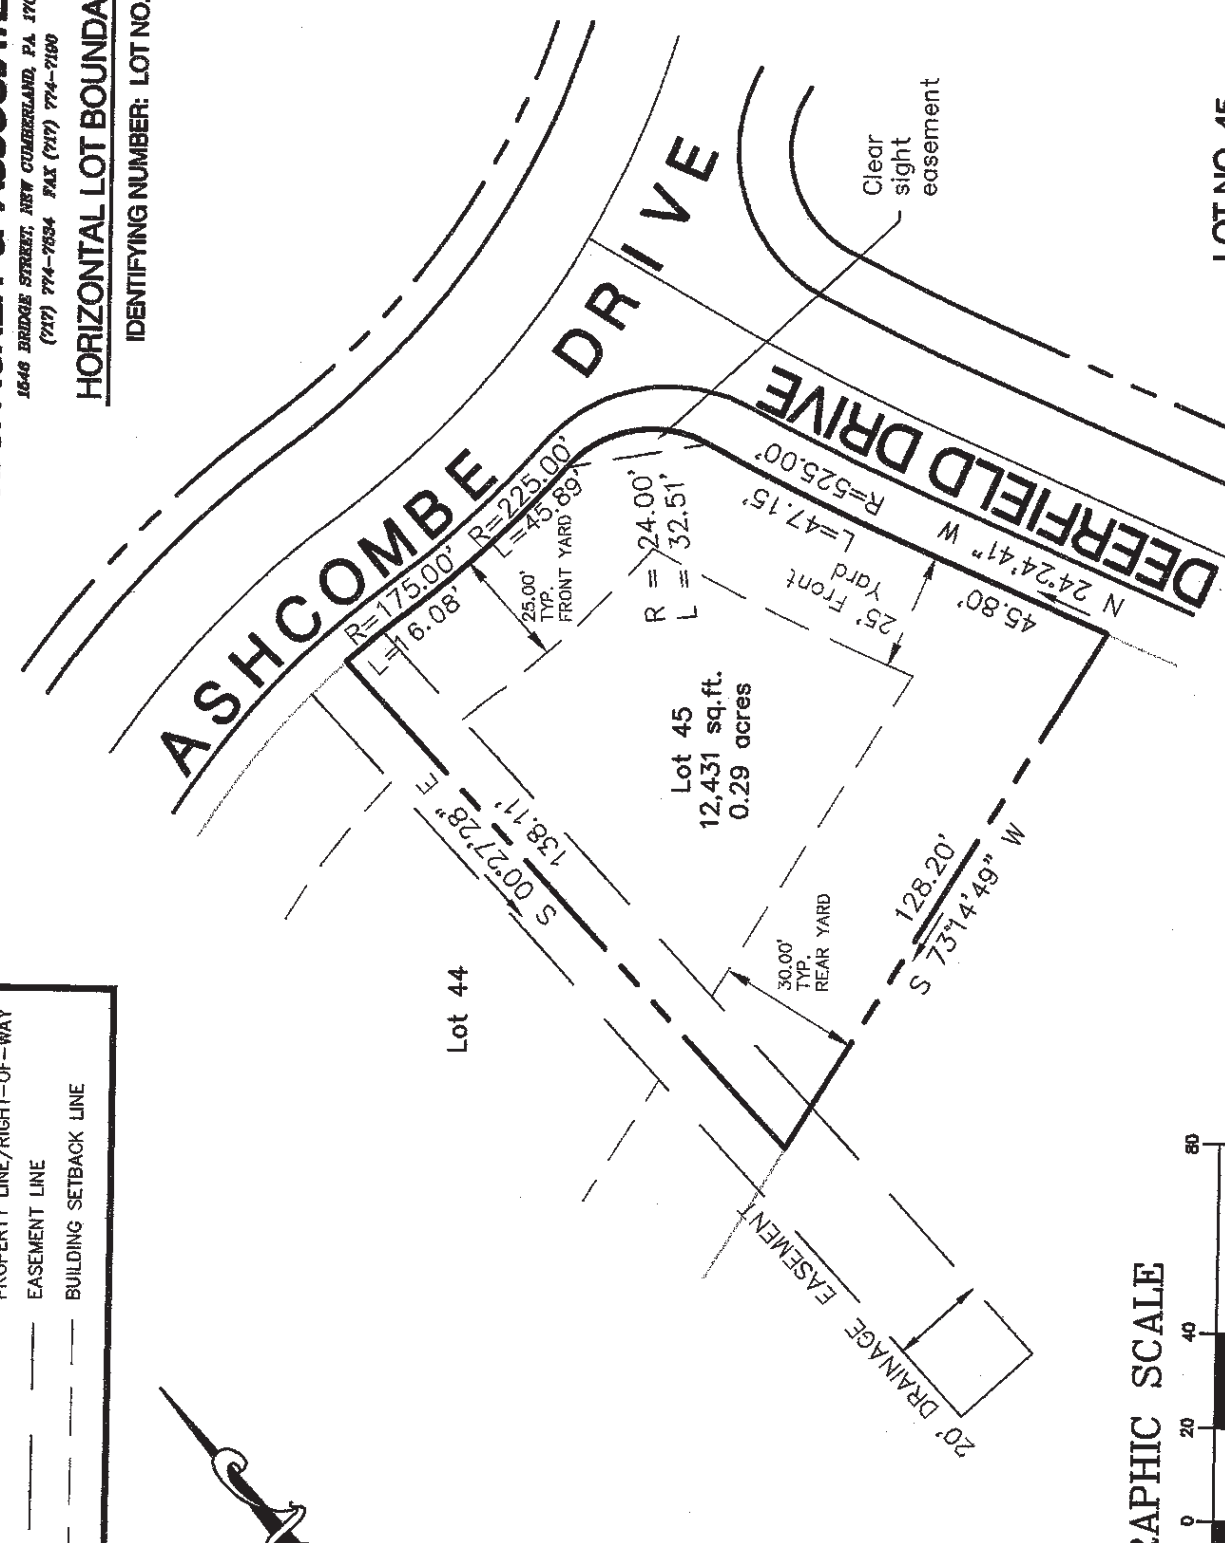 1546 BRIDGE STREET, NEW CUMBERLAND, PA
(717) 774-7534 FAX (717) 774-7190
HORIZONTAL LOT
IDENTIFYING NUMBER: LOT NO.
ASHCOMBE DRIVE
DEERFIELD DRIVE
Clear
sight
easement
R=175.00'
L=16.08'
R=225.00'
L=45.89'
25.00'
TYP.
FRONT YARD
R = 24.00'
L = 32.51'
R=525.00'
L=47.15'
25' Front
Yard
N 24°24'41" W
45.80'
Lot 45
12,431 sq.ft.
0.29 acres
S 00°27'28" E
138.11'
128.20'
S 73°14'49" W
30.00'
TYP.
REAR YARD
Lot 44
20' DRAINAGE EASEMENT
LINE/RIGHT-OF-WAY
EASEMENT LINE
BUILDING SETBACK LINE
SCALE
0 20 40 80
LOT NO. 45